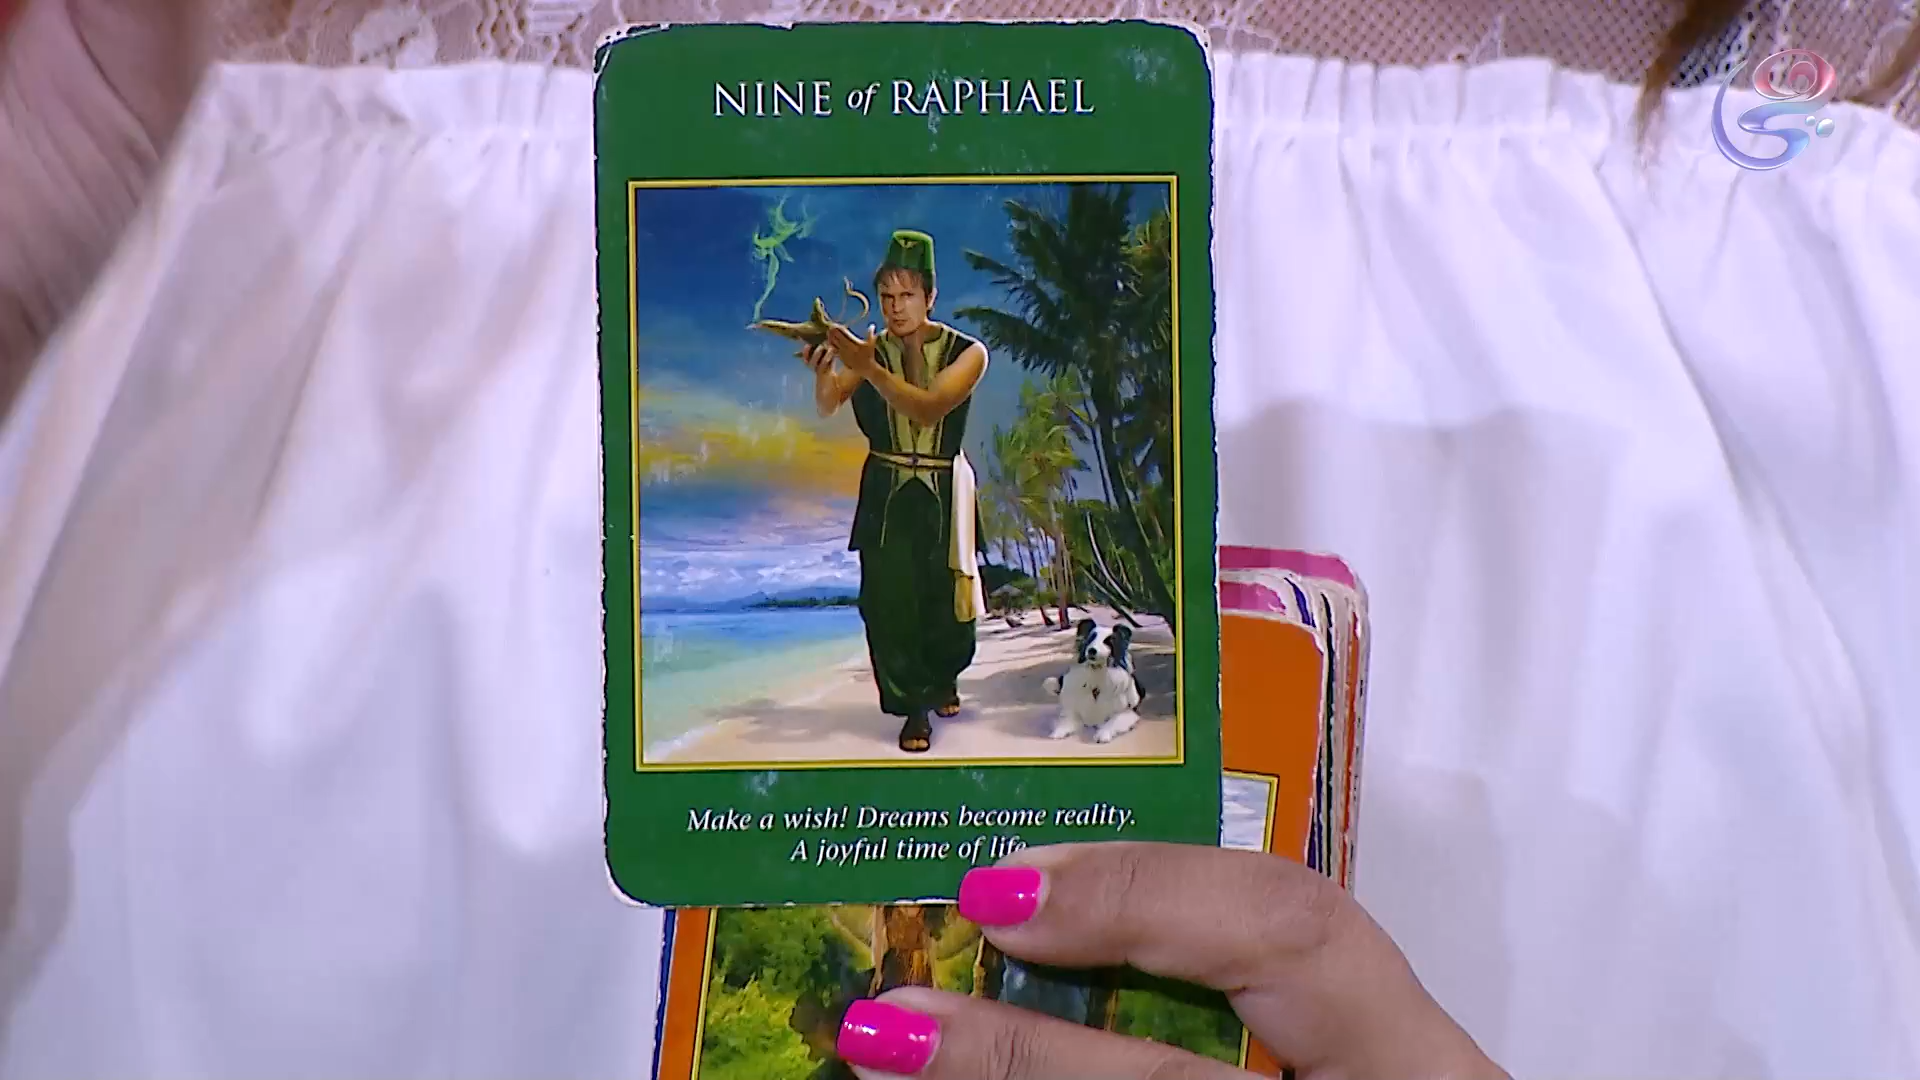 NINE of RAPHAEL
Make a wish! Dreams become reality.
A joyful time of life